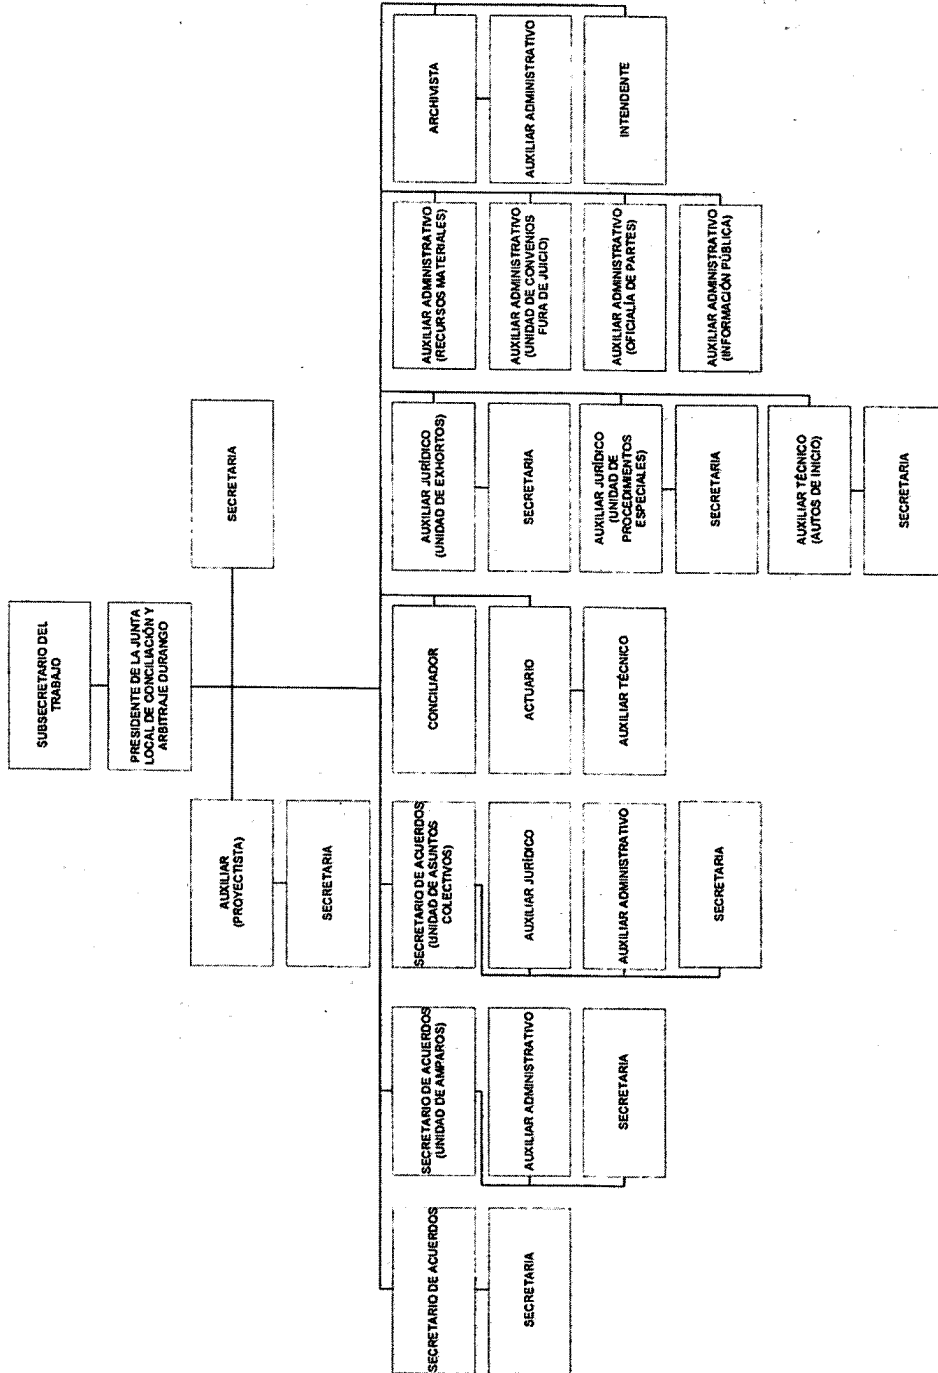 SUBSECRETARIO DEL
TRABAJO
PRESIDENTE DE LA JUNTA
LOCAL DE CONCILIACIÓN Y
ARBITRAJE DURANGO
AUXILIAR
(PROYECTISTA)
SECRETARIA
SECRETARIA
SECRETARIO DE ACUERDOS
SECRETARIA
SECRETARIO DE ACUERDOS
(UNIDAD DE AMPAROS)
AUXILIAR ADMINISTRATIVO
SECRETARIA
SECRETARIO DE ACUERDOS
(UNIDAD DE ASUNTOS
COLECTIVOS)
AUXILIAR JURÍDICO
AUXILIAR ADMINISTRATIVO
SECRETARIA
CONCILIADOR
ACTUARIO
AUXILIAR TÉCNICO
AUXILIAR JURÍDICO
(UNIDAD DE EXHORTOS)
SECRETARIA
AUXILIAR JURÍDICO
(UNIDAD DE
PROCEDIMIENTOS
ESPECIALES)
SECRETARIA
AUXILIAR TÉCNICO
(AUTOS DE INICIO)
SECRETARIA
AUXILIAR ADMINISTRATIVO
(RECURSOS MATERIALES)
AUXILIAR ADMINISTRATIVO
(UNIDAD DE CONVENIOS
FURA DE JUICIO)
AUXILIAR ADMINISTRATIVO
(OFICIALÍA DE PARTES)
AUXILIAR ADMINISTRATIVO
(INFORMACIÓN PÚBLICA)
ARCHIVISTA
AUXILIAR ADMINISTRATIVO
INTENDENTE